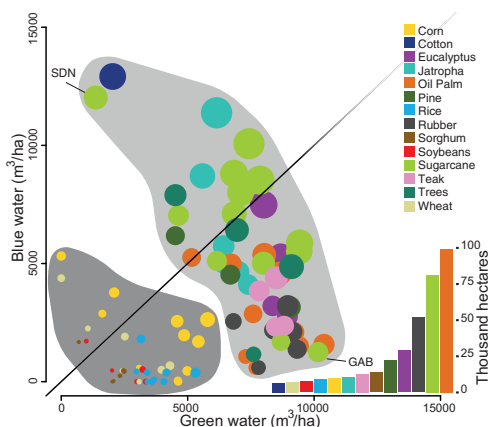 15000
10000
5000
0
Blue water (m³/ha)
SDN
GAB
Corn
Cotton
Eucalyptus
Jatropha
Oil Palm
Pine
Rice
Rubber
Sorghum
Soybeans
Sugarcane
Teak
Trees
Wheat
100
.75
.50
.25
0
Thousand hectares
0
5000
10000
15000
Green water (m³/ha)